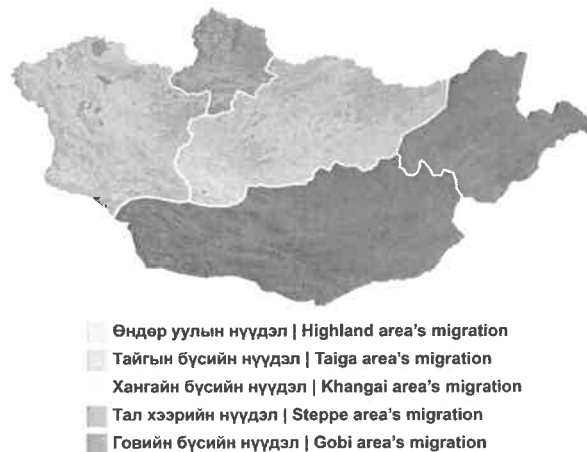 Өндөр уулын нүүдэл | Highland area's migration
Тайгын бүсийн нүүдэл | Taiga area's migration
Хангайн бүсийн нүүдэл | Khangai area's migration
Тал хээрийн нүүдэл | Steppe area's migration
Говийн бүсийн нүүдэл | Gobi area's migration